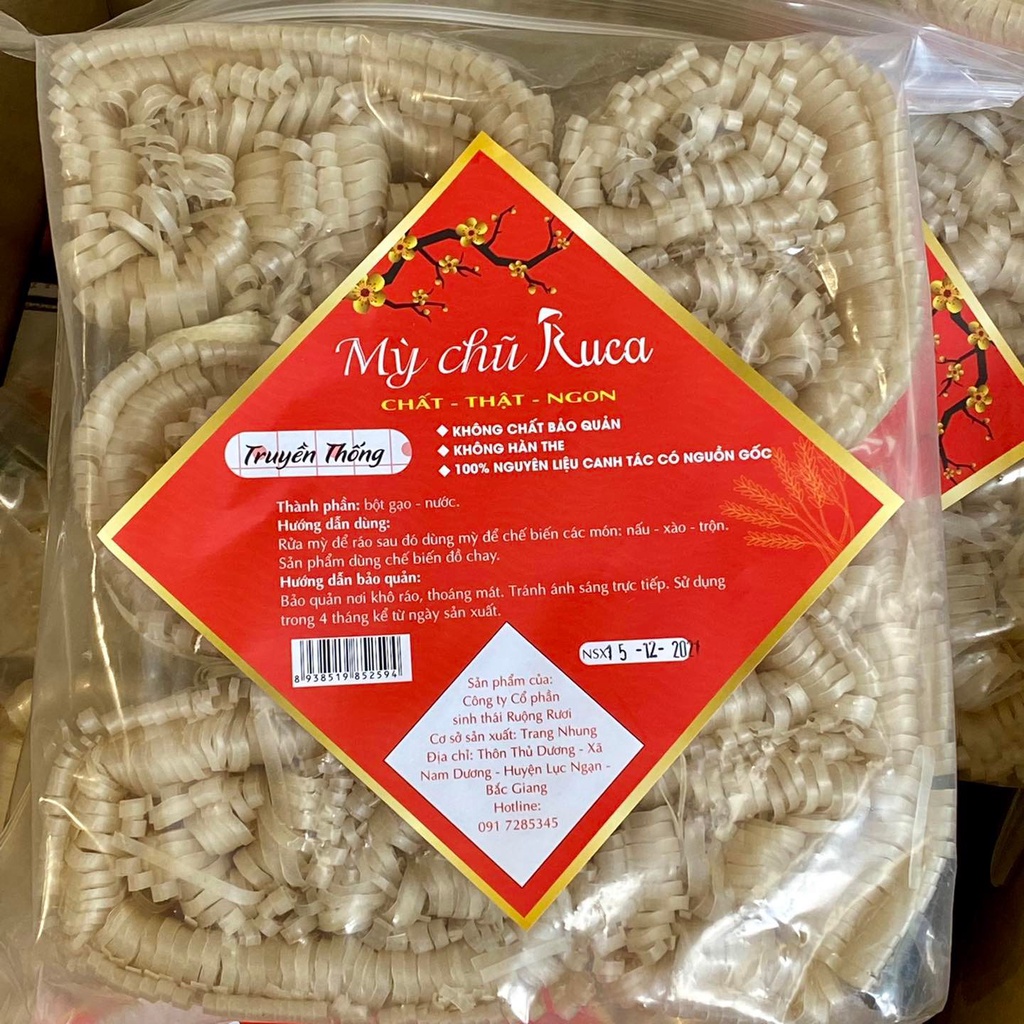 Mỳ chũ Ruca
CHẤT - THẬT - NGON
Truyền Thống
◆ KHÔNG CHẤT BẢO QUẢN
◆ KHÔNG HÀN THE
◆ 100% NGUYÊN LIỆU CANH TÁC CÓ NGUỒN GỐC
Thành phần: bột gạo - nước.
Hướng dẫn dùng:
Rửa mỳ để ráo sau đó dùng mỳ để chế biến các món: nấu - xào - trộn.
Sản phẩm dùng chế biến đồ chay.
Hướng dẫn bảo quản:
Bảo quản nơi khô ráo, thoáng mát. Tránh ánh sáng trực tiếp. Sử dụng
trong 4 tháng kể từ ngày sản xuất.
8 938519 852594
NSX 15 -12- 2021
Sản phẩm của:
Công ty Cổ phần
sinh thái Ruộng Rươi
Cơ sở sản xuất: Trang Nhung
Địa chỉ: Thôn Thủ Dương - Xã
Nam Dương - Huyện Lục Ngạn -
Bắc Giang
Hotline:
091 7285345